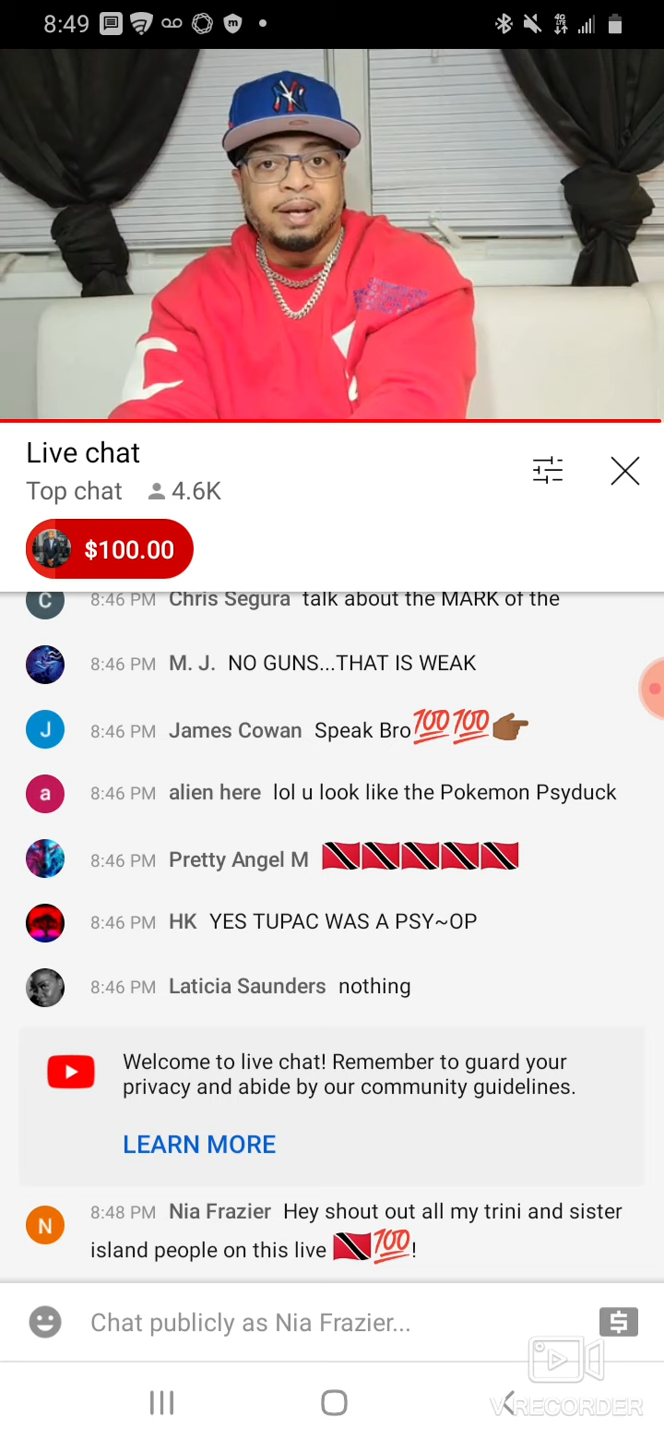 8:49
NY
Live chat
Top chat 4.6K
$100.00
C 8:46 PM Chris Segura talk about the MARK of the
8:46 PM M. J. NO GUNS...THAT IS WEAK
J 8:46 PM James Cowan Speak Bro💯💯👉🏾
a 8:46 PM alien here lol u look like the Pokemon Psyduck
8:46 PM Pretty Angel M 🇹🇹🇹🇹🇹🇹🇹🇹🇹🇹
8:46 PM HK YES TUPAC WAS A PSY~OP
8:46 PM Laticia Saunders nothing
Welcome to live chat! Remember to guard your
privacy and abide by our community guidelines.
LEARN MORE
N 8:48 PM Nia Frazier Hey shout out all my trini and sister
island people on this live 🇹🇹💯!
Chat publicly as Nia Frazier...
V RECORDER